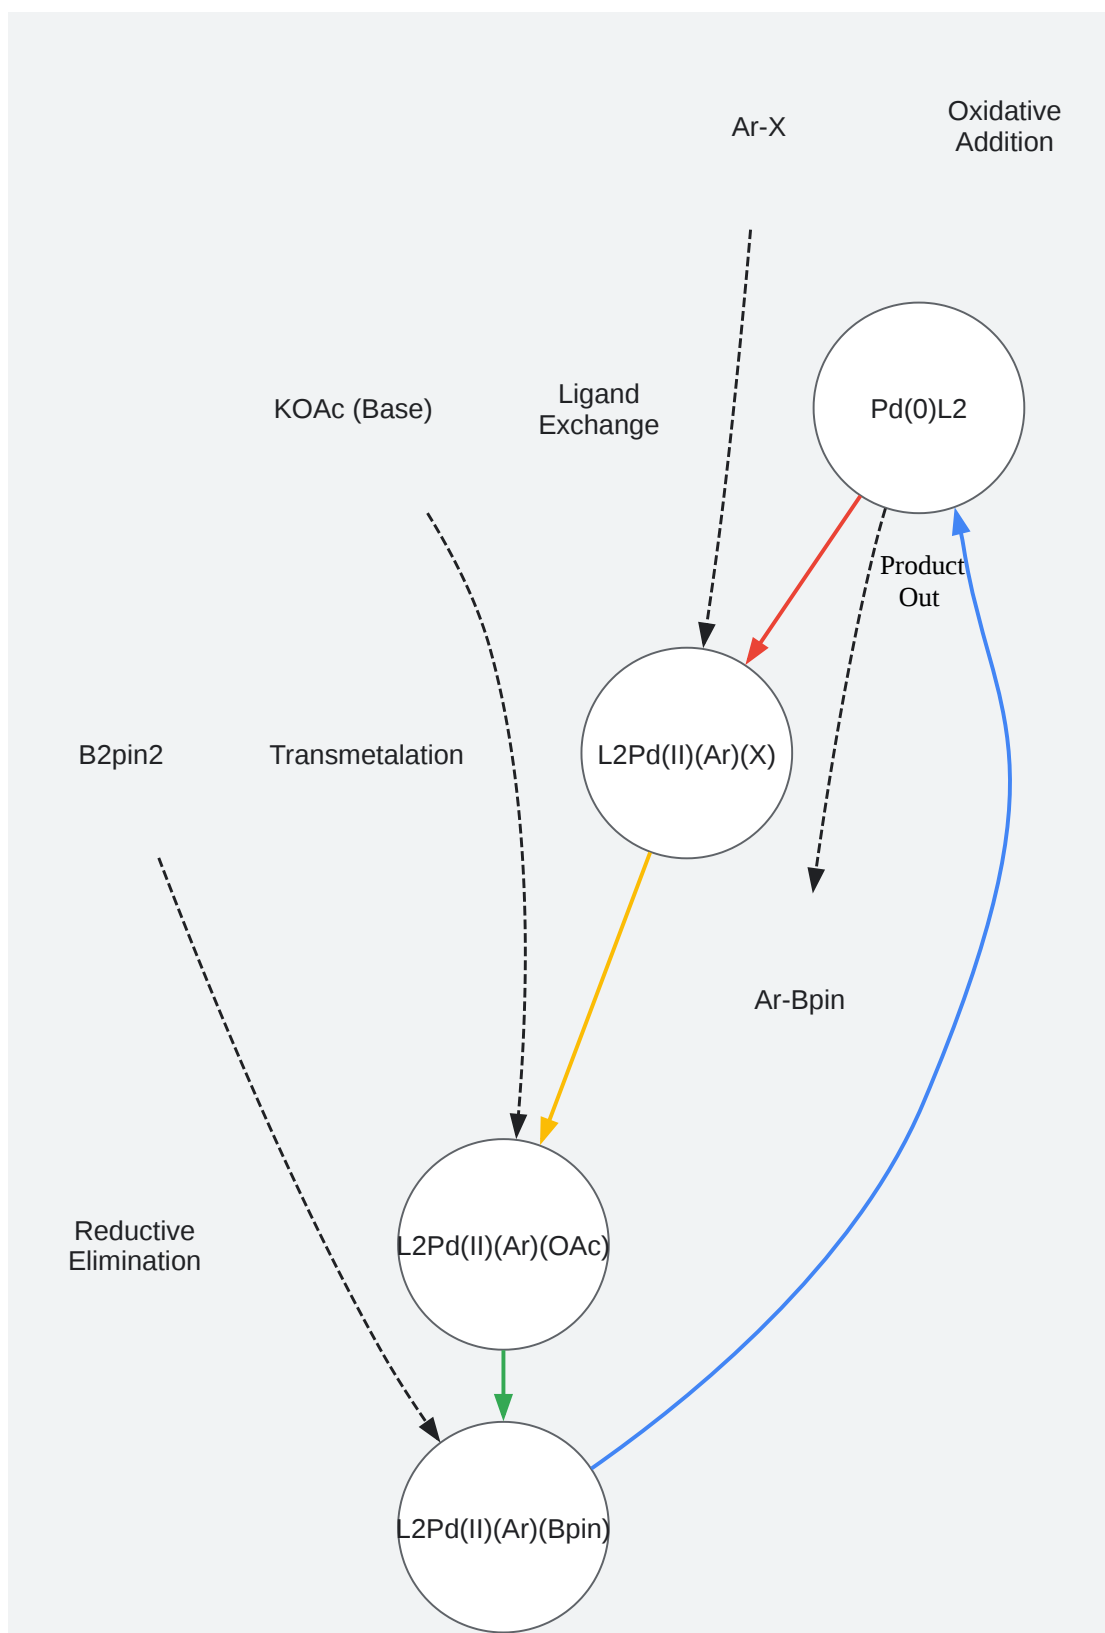 Oxidative
Addition
Ar-X
Ligand
Exchange
KOAc (Base)
Pd(0)L2
Product
Out
B2pin2
Transmetalation
L2Pd(II)(Ar)(X)
Ar-Bpin
Reductive
Elimination
L2Pd(II)(Ar)(OAc)
L2Pd(II)(Ar)(Bpin)